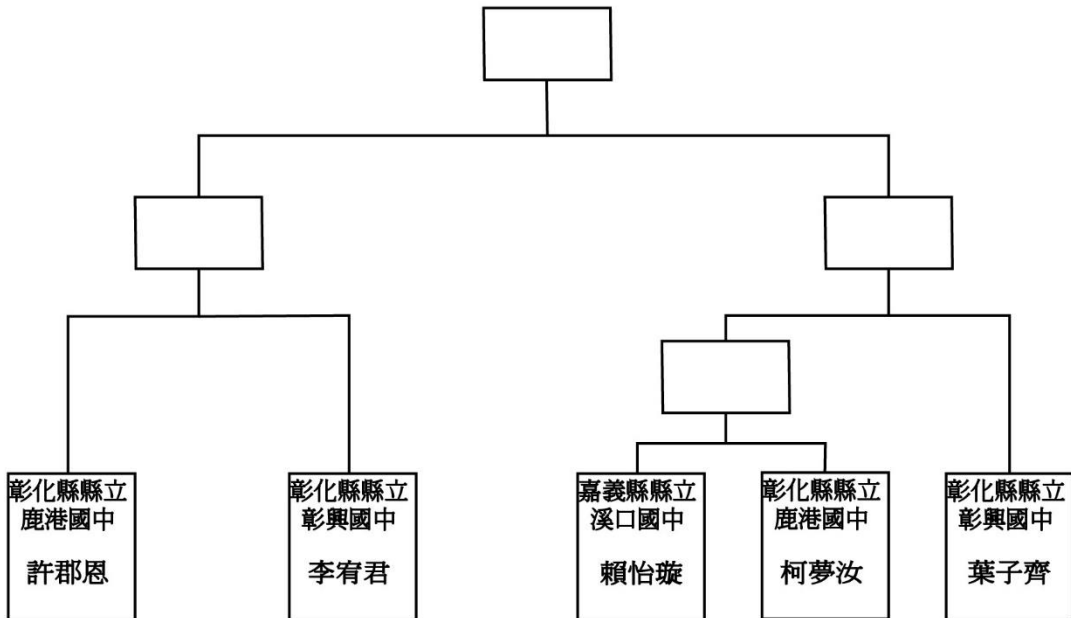 彰化縣縣立
鹿港國中
許郡恩
彰化縣縣立
彰興國中
李宥君
嘉義縣縣立
溪口國中
賴怡璇
彰化縣縣立
鹿港國中
柯夢汝
彰化縣縣立
彰興國中
葉子齊